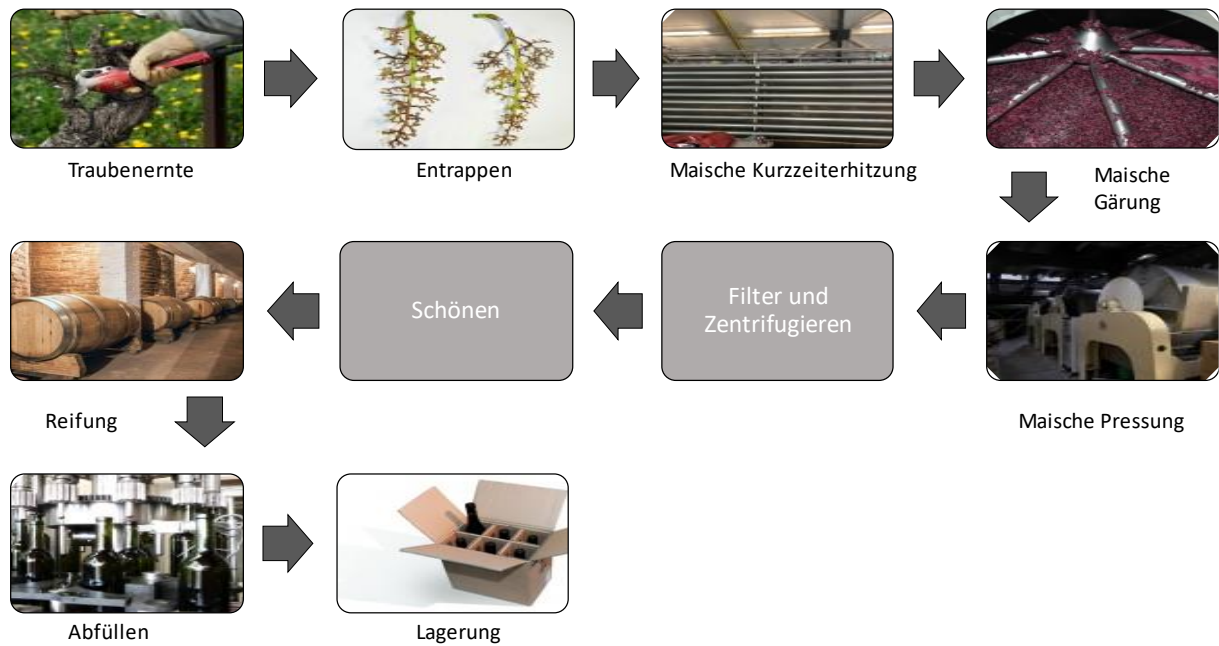 Traubenernte
Entrappen
Maische Kurzzeiterhitzung
Maische
Gärung
Maische Pressung
Filter und
Zentrifugieren
Schönen
Reifung
Abfüllen
Lagerung